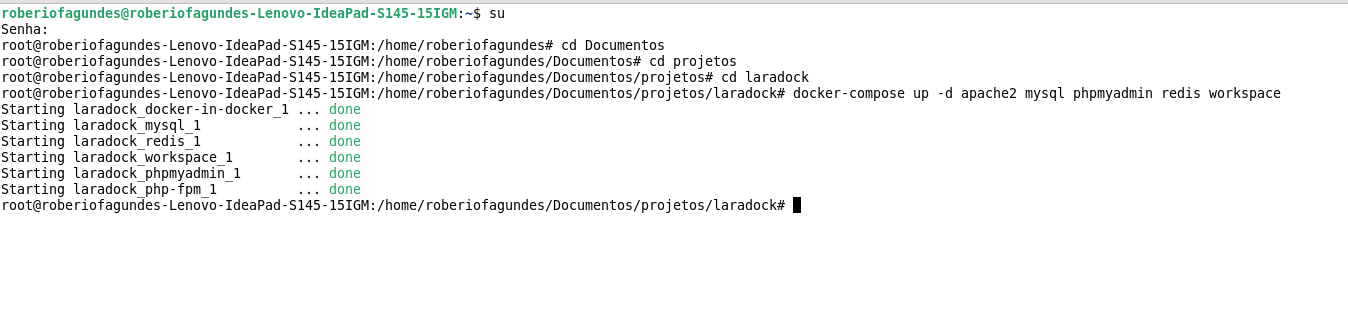 roberiofagundes@roberiofagundes-Lenovo-IdeaPad-S145-15IGM:~$ su
Senha:
root@roberiofagundes-Lenovo-IdeaPad-S145-15IGM:/home/roberiofagundes# cd Documentos
root@roberiofagundes-Lenovo-IdeaPad-S145-15IGM:/home/roberiofagundes/Documentos# cd projetos
root@roberiofagundes-Lenovo-IdeaPad-S145-15IGM:/home/roberiofagundes/Documentos/projetos# cd laradock
root@roberiofagundes-Lenovo-IdeaPad-S145-15IGM:/home/roberiofagundes/Documentos/projetos/laradock# docker-compose up -d apache2 mysql phpmyadmin redis workspace
Starting laradock_docker-in-docker_1 ... done
Starting laradock_mysql_1            ... done
Starting laradock_redis_1            ... done
Starting laradock_workspace_1        ... done
Starting laradock_phpmyadmin_1       ... done
Starting laradock_php-fpm_1          ... done
root@roberiofagundes-Lenovo-IdeaPad-S145-15IGM:/home/roberiofagundes/Documentos/projetos/laradock#